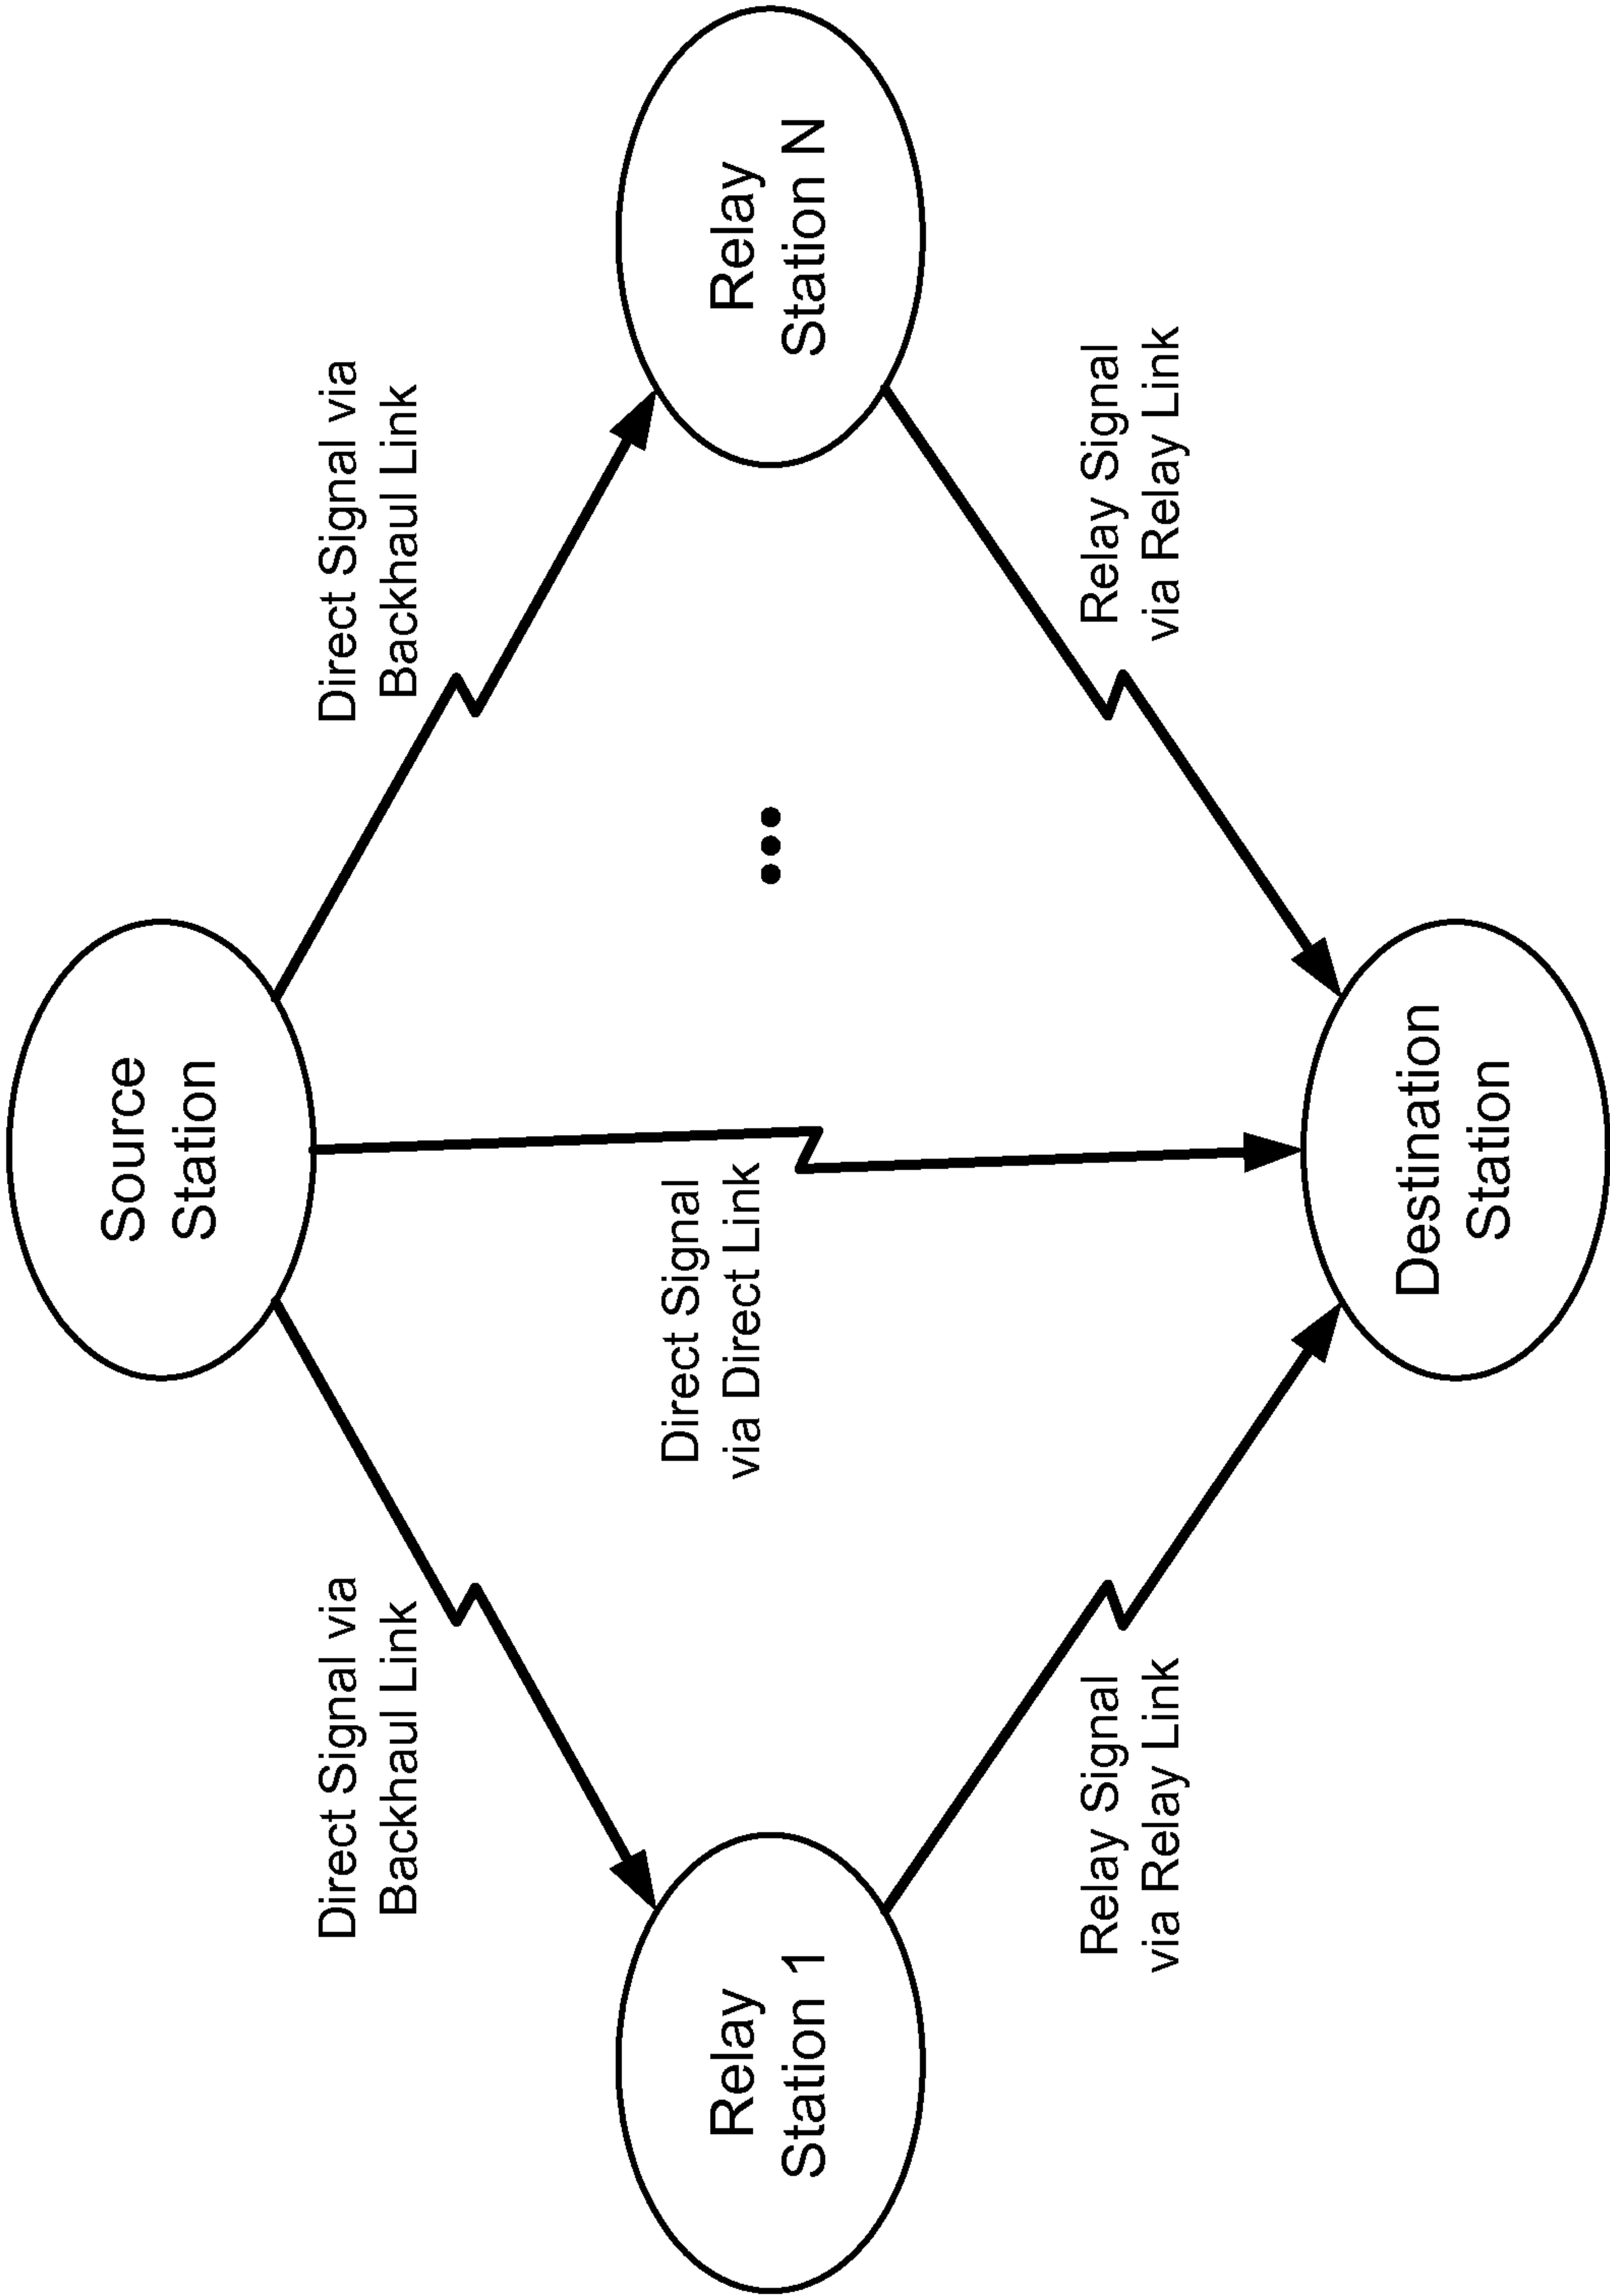 Source
Station
Direct Signal via
Backhaul Link
Direct Signal via
Backhaul Link
Relay
Station 1
Direct Signal
via Direct Link
Relay
Station N
Relay Signal
via Relay Link
Relay Signal
via Relay Link
Destination
Station